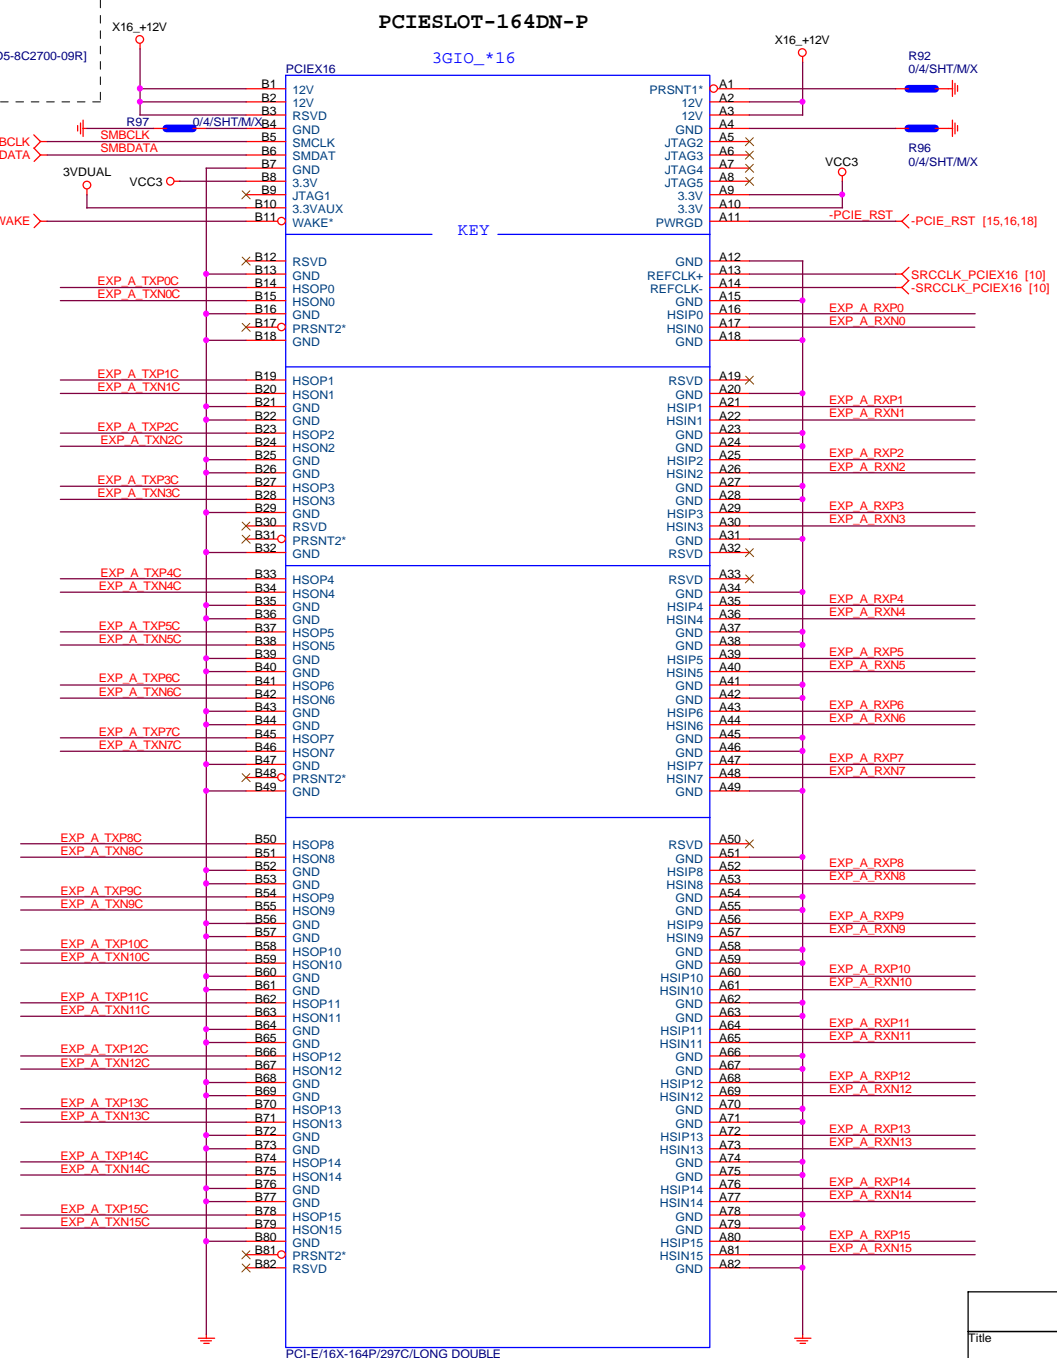 PCIESLOT-164DN-P
3GIO_*16
X16_+12V
X16_+12V
D5-8C2700-09R]
PCIEX16
R92
0/4/SHT/M/X
B1 12V PRSNT1* A1
B2 12V 12V A2
B3 RSVD 12V A3
R97 0/4/SHT/M/X B4 GND GND A4
BCLK SMBCLK B5 SMCLK JTAG2 A5
DATA SMBDATA B6 SMDAT JTAG3 A6
R96
0/4/SHT/M/X
B7 GND JTAG4 A7
3VDUAL VCC3 B8 3.3V JTAG5 A8 VCC3
B9 JTAG1 3.3V A9
B10 3.3VAUX 3.3V A10
WAKE B11 WAKE* PWRGD A11 -PCIE_RST -PCIE_RST [15,16,18]
KEY
B12 RSVD GND A12
B13 GND REFCLK+ A13 SRCCLK_PCIEX16 [10]
EXP_A_TXP0C B14 HSOP0 REFCLK- A14 -SRCCLK_PCIEX16 [10]
EXP_A_TXN0C B15 HSON0 GND A15
B16 GND HSIP0 A16 EXP_A_RXP0
B17 PRSNT2* HSIN0 A17 EXP_A_RXN0
B18 GND GND A18
EXP_A_TXP1C B19 HSOP1 RSVD A19
EXP_A_TXN1C B20 HSON1 GND A20
B21 GND HSIP1 A21 EXP_A_RXP1
B22 GND HSIN1 A22 EXP_A_RXN1
EXP_A_TXP2C B23 HSOP2 GND A23
EXP_A_TXN2C B24 HSON2 GND A24
B25 GND HSIP2 A25 EXP_A_RXP2
B26 GND HSIN2 A26 EXP_A_RXN2
EXP_A_TXP3C B27 HSOP3 GND A27
EXP_A_TXN3C B28 HSON3 GND A28
B29 GND HSIP3 A29 EXP_A_RXP3
B30 RSVD HSIN3 A30 EXP_A_RXN3
B31 PRSNT2* GND A31
B32 GND RSVD A32
EXP_A_TXP4C B33 HSOP4 RSVD A33
EXP_A_TXN4C B34 HSON4 GND A34
B35 GND HSIP4 A35 EXP_A_RXP4
B36 GND HSIN4 A36 EXP_A_RXN4
EXP_A_TXP5C B37 HSOP5 GND A37
EXP_A_TXN5C B38 HSON5 GND A38
B39 GND HSIP5 A39 EXP_A_RXP5
B40 GND HSIN5 A40 EXP_A_RXN5
EXP_A_TXP6C B41 HSOP6 GND A41
EXP_A_TXN6C B42 HSON6 GND A42
B43 GND HSIP6 A43 EXP_A_RXP6
B44 GND HSIN6 A44 EXP_A_RXN6
EXP_A_TXP7C B45 HSOP7 GND A45
EXP_A_TXN7C B46 HSON7 GND A46
B47 GND HSIP7 A47 EXP_A_RXP7
B48 PRSNT2* HSIN7 A48 EXP_A_RXN7
B49 GND GND A49
EXP_A_TXP8C B50 HSOP8 RSVD A50
EXP_A_TXN8C B51 HSON8 GND A51
B52 GND HSIP8 A52 EXP_A_RXP8
B53 GND HSIN8 A53 EXP_A_RXN8
EXP_A_TXP9C B54 HSOP9 GND A54
EXP_A_TXN9C B55 HSON9 GND A55
B56 GND HSIP9 A56 EXP_A_RXP9
B57 GND HSIN9 A57 EXP_A_RXN9
EXP_A_TXP10C B58 HSOP10 GND A58
EXP_A_TXN10C B59 HSON10 GND A59
B60 GND HSIP10 A60 EXP_A_RXP10
B61 GND HSIN10 A61 EXP_A_RXN10
EXP_A_TXP11C B62 HSOP11 GND A62
EXP_A_TXN11C B63 HSON11 GND A63
B64 GND HSIP11 A64 EXP_A_RXP11
B65 GND HSIN11 A65 EXP_A_RXN11
EXP_A_TXP12C B66 HSOP12 GND A66
EXP_A_TXN12C B67 HSON12 GND A67
B68 GND HSIP12 A68 EXP_A_RXP12
B69 GND HSIN12 A69 EXP_A_RXN12
EXP_A_TXP13C B70 HSOP13 GND A70
EXP_A_TXN13C B71 HSON13 GND A71
B72 GND HSIP13 A72 EXP_A_RXP13
B73 GND HSIN13 A73 EXP_A_RXN13
EXP_A_TXP14C B74 HSOP14 GND A74
EXP_A_TXN14C B75 HSON14 GND A75
B76 GND HSIP14 A76 EXP_A_RXP14
B77 GND HSIN14 A77 EXP_A_RXN14
EXP_A_TXP15C B78 HSOP15 GND A78
EXP_A_TXN15C B79 HSON15 GND A79
B80 GND HSIP15 A80 EXP_A_RXP15
B81 PRSNT2* HSIN15 A81 EXP_A_RXN15
B82 RSVD GND A82
Title
PCI-E/16X-164P/297C/LONG DOUBLE